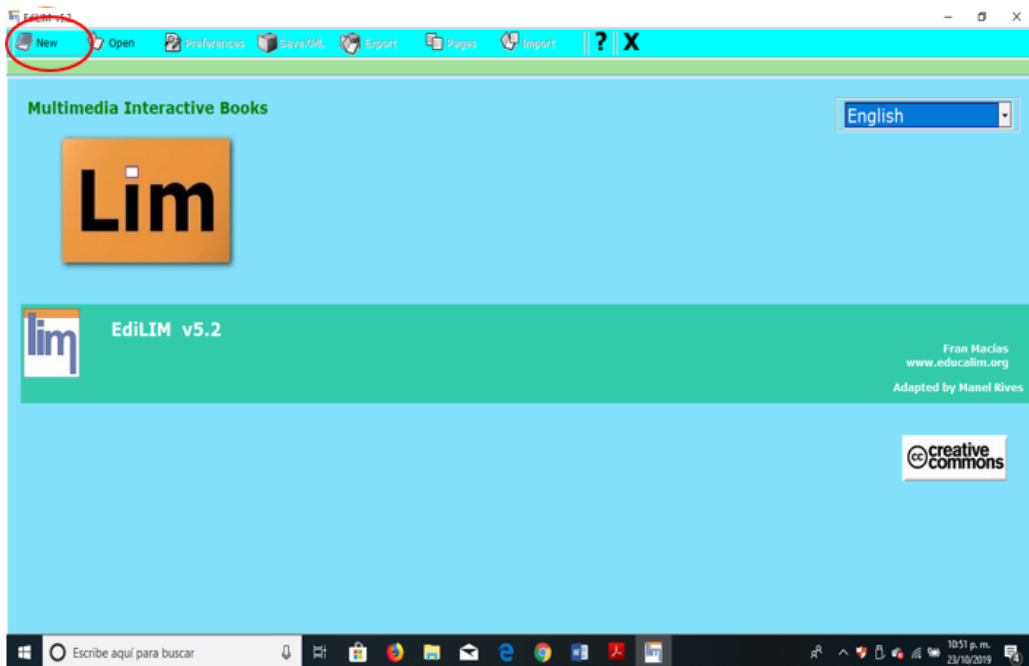 EdiLIM v5.2
New Open Preferences SaveXML Export Pages Import ? X
Multimedia Interactive Books
English
Lim
lim
EdiLIM v5.2
Fran Macías
www.educalim.org
Adapted by Manel Rives
cc creative
commons
Escribe aquí para buscar
lim
10:51 p. m.
23/10/2019